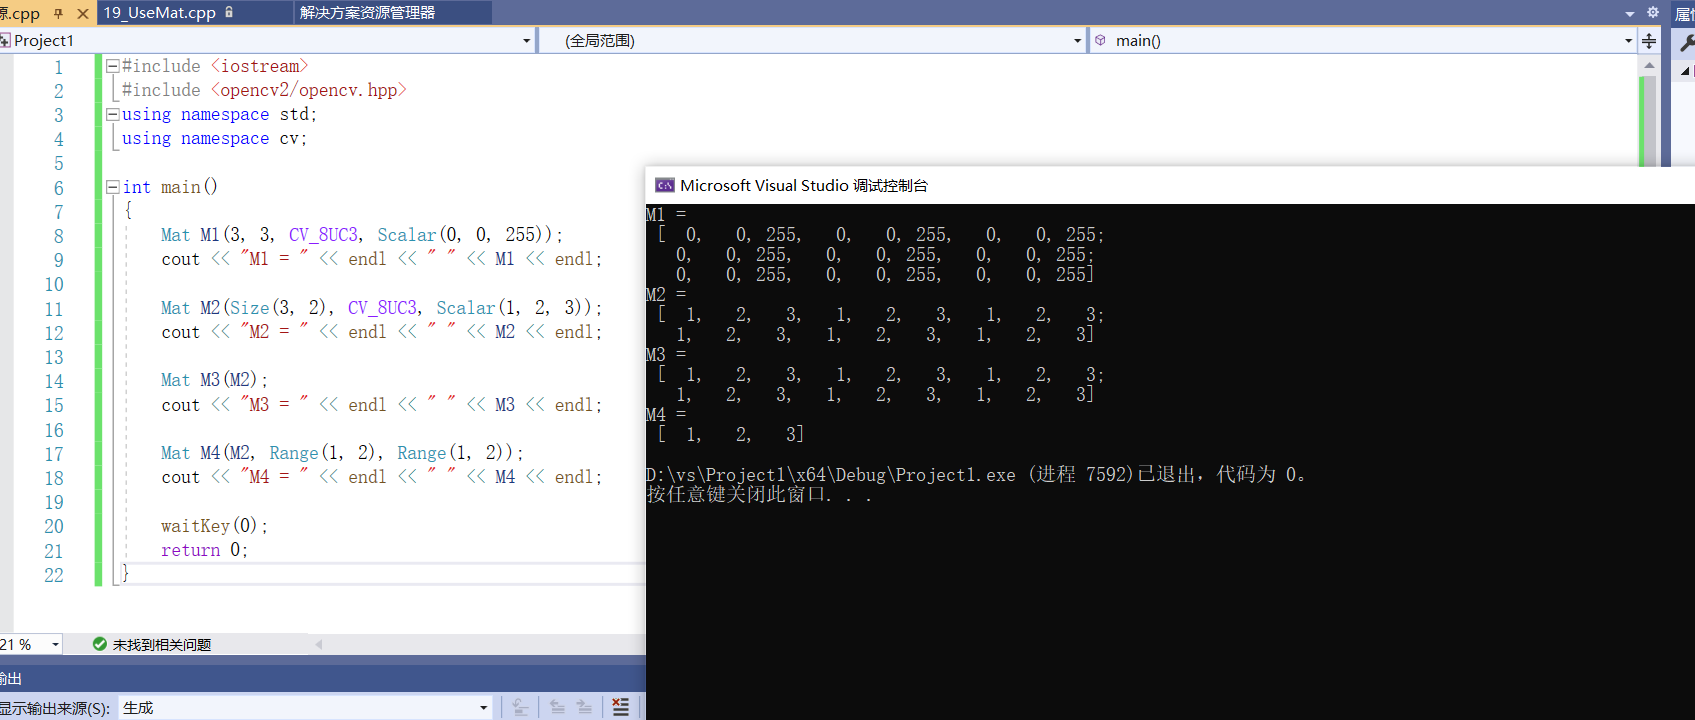 源.cpp 19_UseMat.cpp 解决方案资源管理器
Project1 (全局范围) main()
1 #include <iostream>
2 #include <opencv2/opencv.hpp>
3 using namespace std;
4 using namespace cv;
5
6 int main()
7 {
8 Mat M1(3, 3, CV_8UC3, Scalar(0, 0, 255));
9 cout << "M1 = " << endl << " " << M1 << endl;
10
11 Mat M2(Size(3, 2), CV_8UC3, Scalar(1, 2, 3));
12 cout << "M2 = " << endl << " " << M2 << endl;
13
14 Mat M3(M2);
15 cout << "M3 = " << endl << " " << M3 << endl;
16
17 Mat M4(M2, Range(1, 2), Range(1, 2));
18 cout << "M4 = " << endl << " " << M4 << endl;
19
20 waitKey(0);
21 return 0;
22 }
Microsoft Visual Studio 调试控制台
M1 =
[  0,   0, 255,   0,   0, 255,   0,   0, 255;
0,   0, 255,   0,   0, 255,   0,   0, 255;
0,   0, 255,   0,   0, 255,   0,   0, 255]
M2 =
[  1,   2,   3,   1,   2,   3,   1,   2,   3;
1,   2,   3,   1,   2,   3,   1,   2,   3]
M3 =
[  1,   2,   3,   1,   2,   3,   1,   2,   3;
1,   2,   3,   1,   2,   3,   1,   2,   3]
M4 =
[  1,   2,   3]
D:\vs\Project1\x64\Debug\Project1.exe (进程 7592)已退出，代码为 0。
按任意键关闭此窗口. . .
21 % 未找到相关问题
输出
显示输出来源(S): 生成
属